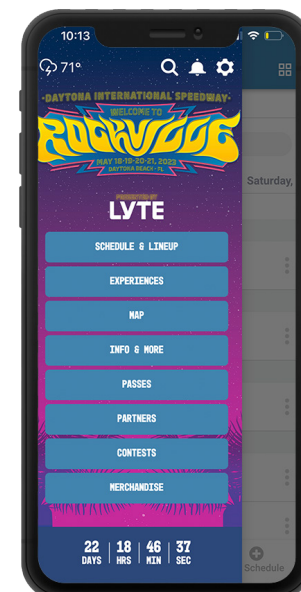 10:13
71°
·DAYTONA INTERNATIONAL SPEEDWAY·
WELCOME TO
ROCKVILLE
MAY 18-19-20-21, 2023
DAYTONA BEACH · FL
PRESENTED BY
LYTE
SCHEDULE & LINEUP
EXPERIENCES
MAP
INFO & MORE
PASSES
PARTNERS
CONTESTS
MERCHANDISE
22 | 18 | 46 | 37
DAYS HRS MIN SEC
Saturday,
Schedule